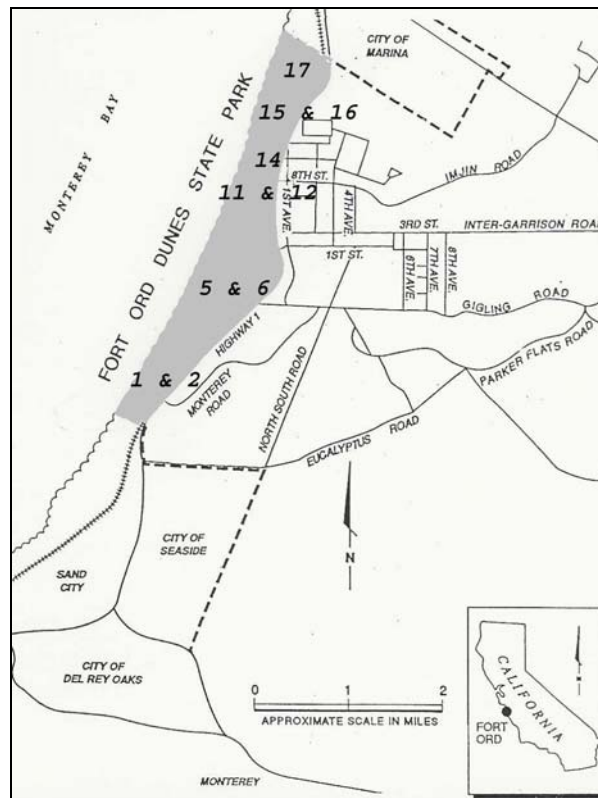 CITY OF
MARINA
17
MONTEREY BAY
15 & 16
FORT ORD DUNES STATE PARK
14
8TH ST.
IMJIN ROAD
11 & 12
1ST AVE.
4TH AVE.
3RD ST.
INTER-GARRISON ROAD
1ST ST.
6TH AVE.
7TH AVE.
8TH AVE.
5 & 6
GIGLING ROAD
HIGHWAY 1
PARKER FLATS ROAD
1 & 2
MONTEREY
ROAD
NORTH SOUTH ROAD
EUCALYPTUS ROAD
N
CITY OF
SEASIDE
SAND
CITY
CITY OF
DEL REY OAKS
0 1 2
APPROXIMATE SCALE IN MILES
MONTEREY
CALIFORNIA
FORT
ORD